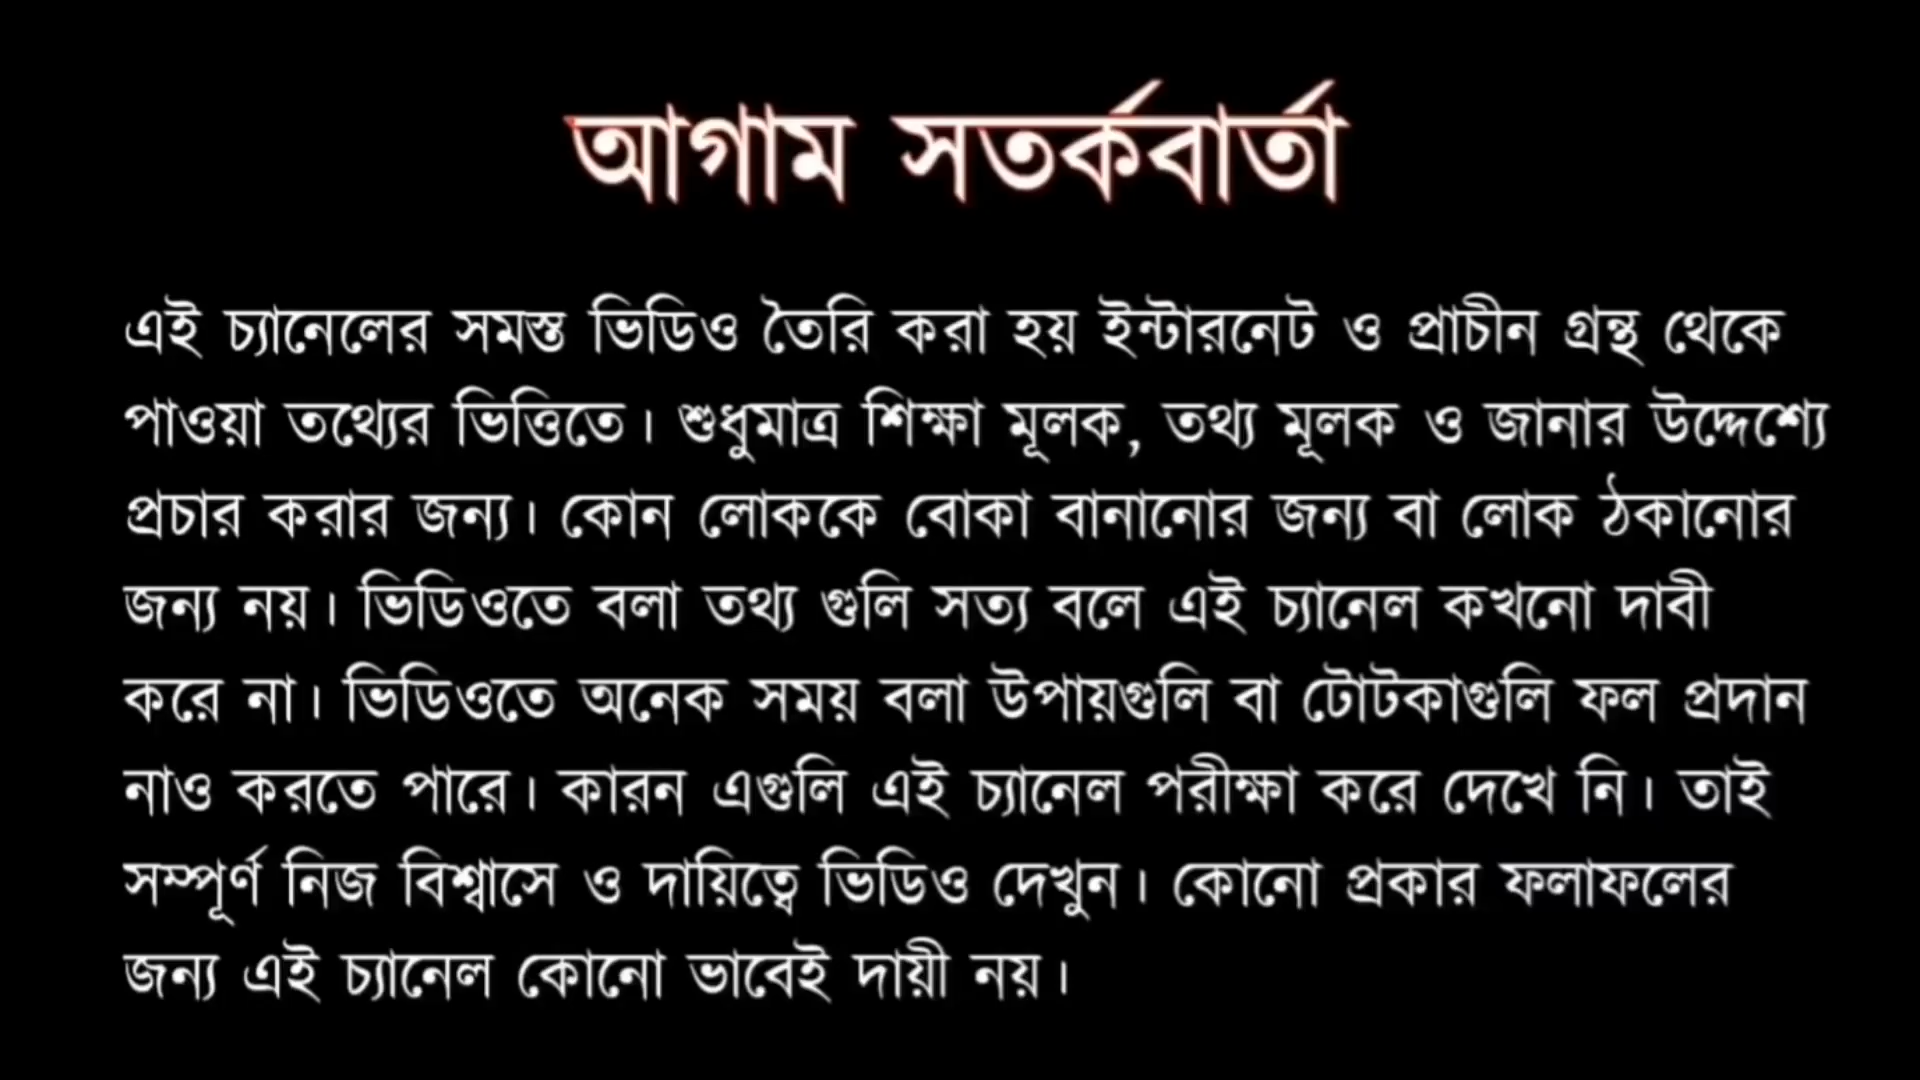 আগাম সতর্কবার্তা
এই চ্যানেলের সমস্ত ভিডিও তৈরি করা হয় ইন্টারনেট ও প্রাচীন গ্রন্থ থেকে
পাওয়া তথ্যের ভিত্তিতে। শুধুমাত্র শিক্ষা মূলক, তথ্য মূলক ও জানার উদ্দেশ্যে
প্রচার করার জন্য। কোন লোককে বোকা বানানোর জন্য বা লোক ঠকানোর
জন্য নয়। ভিডিওতে বলা তথ্য গুলি সত্য বলে এই চ্যানেল কখনো দাবী
করে না। ভিডিওতে অনেক সময় বলা উপায়গুলি বা টোটকাগুলি ফল প্রদান
নাও করতে পারে। কারন এগুলি এই চ্যানেল পরীক্ষা করে দেখে নি। তাই
সম্পূর্ণ নিজ বিশ্বাসে ও দায়িত্বে ভিডিও দেখুন। কোনো প্রকার ফলাফলের
জন্য এই চ্যানেল কোনো ভাবেই দায়ী নয়।